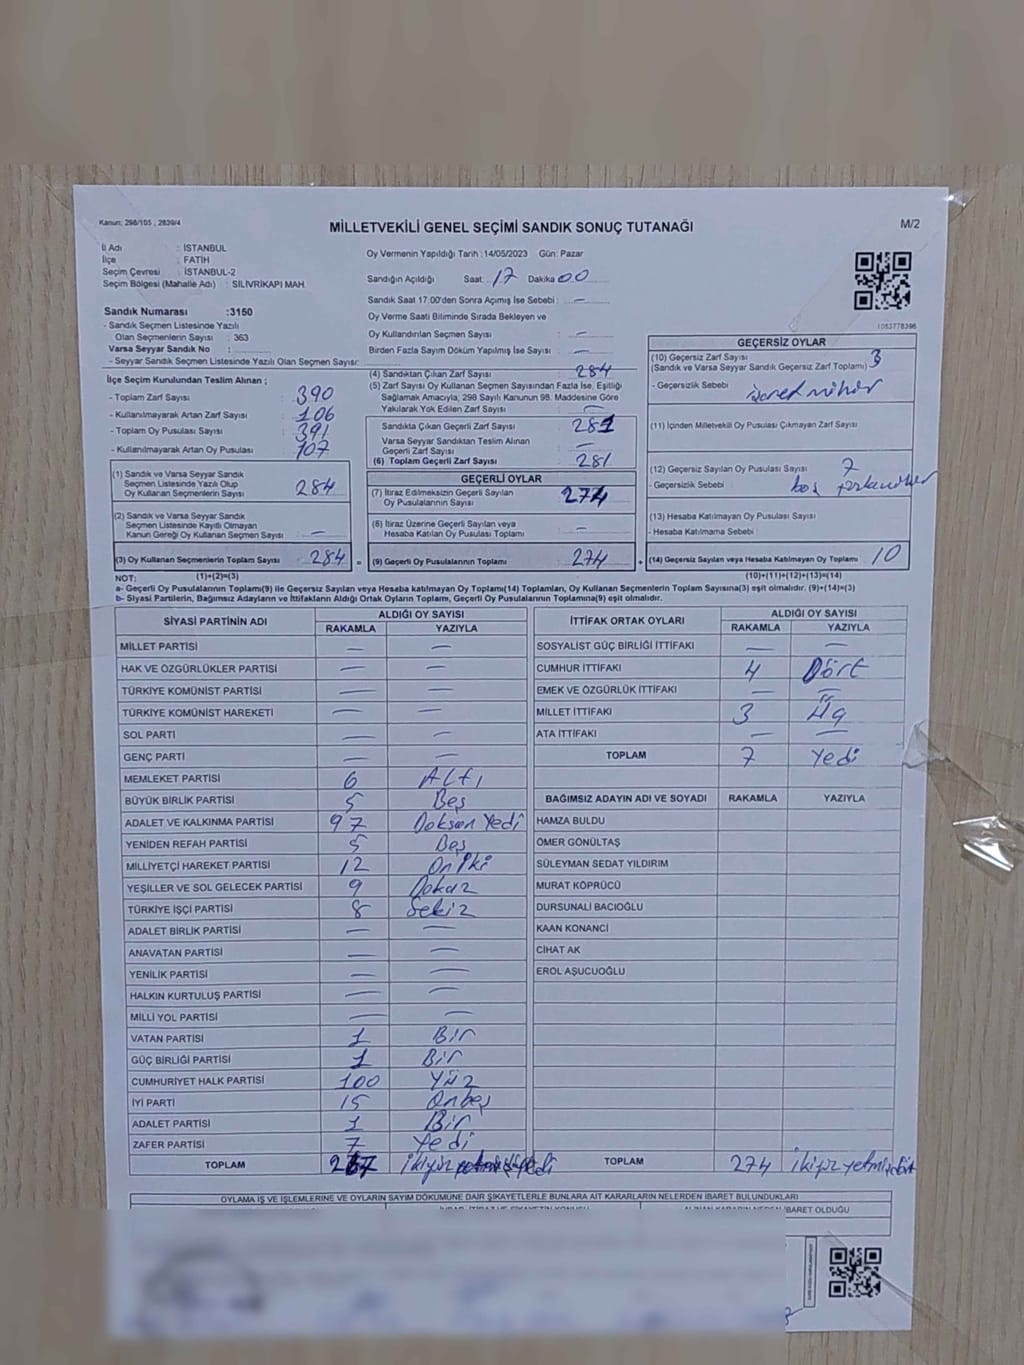 Kanun; 298/105 ; 2839/4
MİLLETVEKİLİ GENEL SEÇİMİ SANDIK SONUÇ TUTANAĞI
M/2
İl Adı : İSTANBUL
İlçe : FATİH
Seçim Çevresi : İSTANBUL-2
Seçim Bölgesi (Mahalle Adı) : SİLİVRİKAPI MAH
Sandık Numarası :3150
- Sandık Seçmen Listesinde Yazılı
Olan Seçmenlerin Sayısı : 363
Varsa Seyyar Sandık No :
- Seyyar Sandık Seçmen Listesinde Yazılı Olan Seçmen Sayısı:
Oy Vermenin Yapıldığı Tarih :14/05/2023 Gün: Pazar
Sandığın Açıldığı Saat: 17 Dakika 00
Sandık Saat 17:00'den Sonra Açımış İse Sebebi : —
Oy Verme Saati Bitiminde Sırada Bekleyen ve
Oy Kullandırılan Seçmen Sayısı : —
Birden Fazla Sayım Döküm Yapılmış İse Sayısı : —
1053778396
İlçe Seçim Kurulundan Teslim Alınan ;
- Toplam Zarf Sayısı : 390
- Kullanılmayarak Artan Zarf Sayısı : 106
- Toplam Oy Pusulası Sayısı : 391
- Kullanılmayarak Artan Oy Pusulası : 107
(1) Sandık ve Varsa Seyyar Sandık
Seçmen Listesinde Yazılı Olup
Oy Kullanan Seçmenlerin Sayısı : 284
(2) Sandık ve Varsa Seyyar Sandık
Seçmen Listesinde Kayıtlı Olmayan
Kanun Gereği Oy Kullanan Seçmen Sayısı : —
(3) Oy Kullanan Seçmenlerin Toplam Sayısı : 284
(4) Sandıktan Çıkan Zarf Sayısı : 284
(5) Zarf Sayısı Oy Kullanan Seçmen Sayısından Fazla İse, Eşitliği
Sağlamak Amacıyla; 298 Sayılı Kanunun 98. Maddesine Göre
Yakılarak Yok Edilen Zarf Sayısı : —
Sandıkta Çıkan Geçerli Zarf Sayısı : 281
Varsa Seyyar Sandıktan Teslim Alınan
Geçerli Zarf Sayısı : —
(6) Toplam Geçerli Zarf Sayısı : 281
GEÇERLİ OYLAR
(7) İtiraz Edilmeksizin Geçerli Sayılan
Oy Pusulalarının Sayısı : 274
(8) İtiraz Üzerine Geçerli Sayılan veya
Hesaba Katılan Oy Pusulası Toplamı : —
= (9) Geçerli Oy Pusulalarının Toplamı : 274
GEÇERSİZ OYLAR
(10) Geçersiz Zarf Sayısı : 3
(Sandık ve Varsa Seyyar Sandık Geçersiz Zarf Toplamı)
- Geçersizlik Sebebi :
(11) İçinden Milletvekili Oy Pusulası Çıkmayan Zarf Sayısı
(12) Geçersiz Sayılan Oy Pusulası Sayısı : 7
- Geçersizlik Sebebi : boş
(13) Hesaba Katılmayan Oy Pusulası Sayısı
- Hesaba Katılmama Sebebi
+ (14) Geçersiz Sayılan veya Hesaba Katılmayan Oy Toplamı : 10
NOT: (1)+(2)=(3) (10)+(11)+(12)+(13)=(14)
a- Geçerli Oy Pusulalarının Toplamı(9) ile Geçersiz Sayılan veya Hesaba katılmayan Oy Toplamı(14) Toplamları, Oy Kullanan Seçmenlerin Toplam Sayısına(3) eşit olmalıdır. (9)+(14)=(3)
b- Siyasi Partilerin, Bağımsız Adayların ve İttifakların Aldığı Ortak Oyların Toplamı, Geçerli Oy Pusulalarının Toplamına(9) eşit olmalıdır.
SİYASİ PARTİNİN ADI ALDIĞI OY SAYISI
RAKAMLA YAZIYLA
MİLLET PARTİSİ — —
HAK VE ÖZGÜRLÜKLER PARTİSİ — —
TÜRKİYE KOMÜNİST PARTİSİ — —
TÜRKİYE KOMÜNİST HAREKETİ — —
SOL PARTİ — —
GENÇ PARTİ — —
MEMLEKET PARTİSİ 6 Altı
BÜYÜK BİRLİK PARTİSİ 5 Beş
ADALET VE KALKINMA PARTİSİ 97 Doksan Yedi
YENİDEN REFAH PARTİSİ 5 Beş
MİLLİYETÇİ HAREKET PARTİSİ 12 Oniki
YEŞİLLER VE SOL GELECEK PARTİSİ 9 Dokuz
TÜRKİYE İŞÇİ PARTİSİ 8 Sekiz
ADALET BİRLİK PARTİSİ — —
ANAVATAN PARTİSİ — —
YENİLİK PARTİSİ — —
HALKIN KURTULUŞ PARTİSİ — —
MİLLİ YOL PARTİSİ — —
VATAN PARTİSİ 1 Bir
GÜÇ BİRLİĞİ PARTİSİ 1 Bir
CUMHURİYET HALK PARTİSİ 100 Yüz
İYİ PARTİ 15 Onbeş
ADALET PARTİSİ 1 Bir
ZAFER PARTİSİ 7 Yedi
TOPLAM 267
İTTİFAK ORTAK OYLARI ALDIĞI OY SAYISI
RAKAMLA YAZIYLA
SOSYALİST GÜÇ BİRLİĞİ İTTİFAKI — —
CUMHUR İTTİFAKI 4 Dört
EMEK VE ÖZGÜRLÜK İTTİFAKI — —
MİLLET İTTİFAKI 3 Üç
ATA İTTİFAKI — —
TOPLAM 7 Yedi
BAĞIMSIZ ADAYIN ADI VE SOYADI RAKAMLA YAZIYLA
HAMZA BULDU
ÖMER GÖNÜLTAŞ
SÜLEYMAN SEDAT YILDIRIM
MURAT KÖPRÜCÜ
DURSUNALİ BACIOĞLU
KAAN KONANCİ
CİHAT AK
EROL AŞUCUOĞLU
TOPLAM 274 ikiyüzyetmişdört
OYLAMA İŞ VE İŞLEMLERİNE VE OYLARIN SAYIM DÖKÜMÜNE DAİR ŞİKAYETLERLE BUNLARA AİT KARARLARIN NELERDEN İBARET BULUNDUKLARI
İBARET OLDUĞU